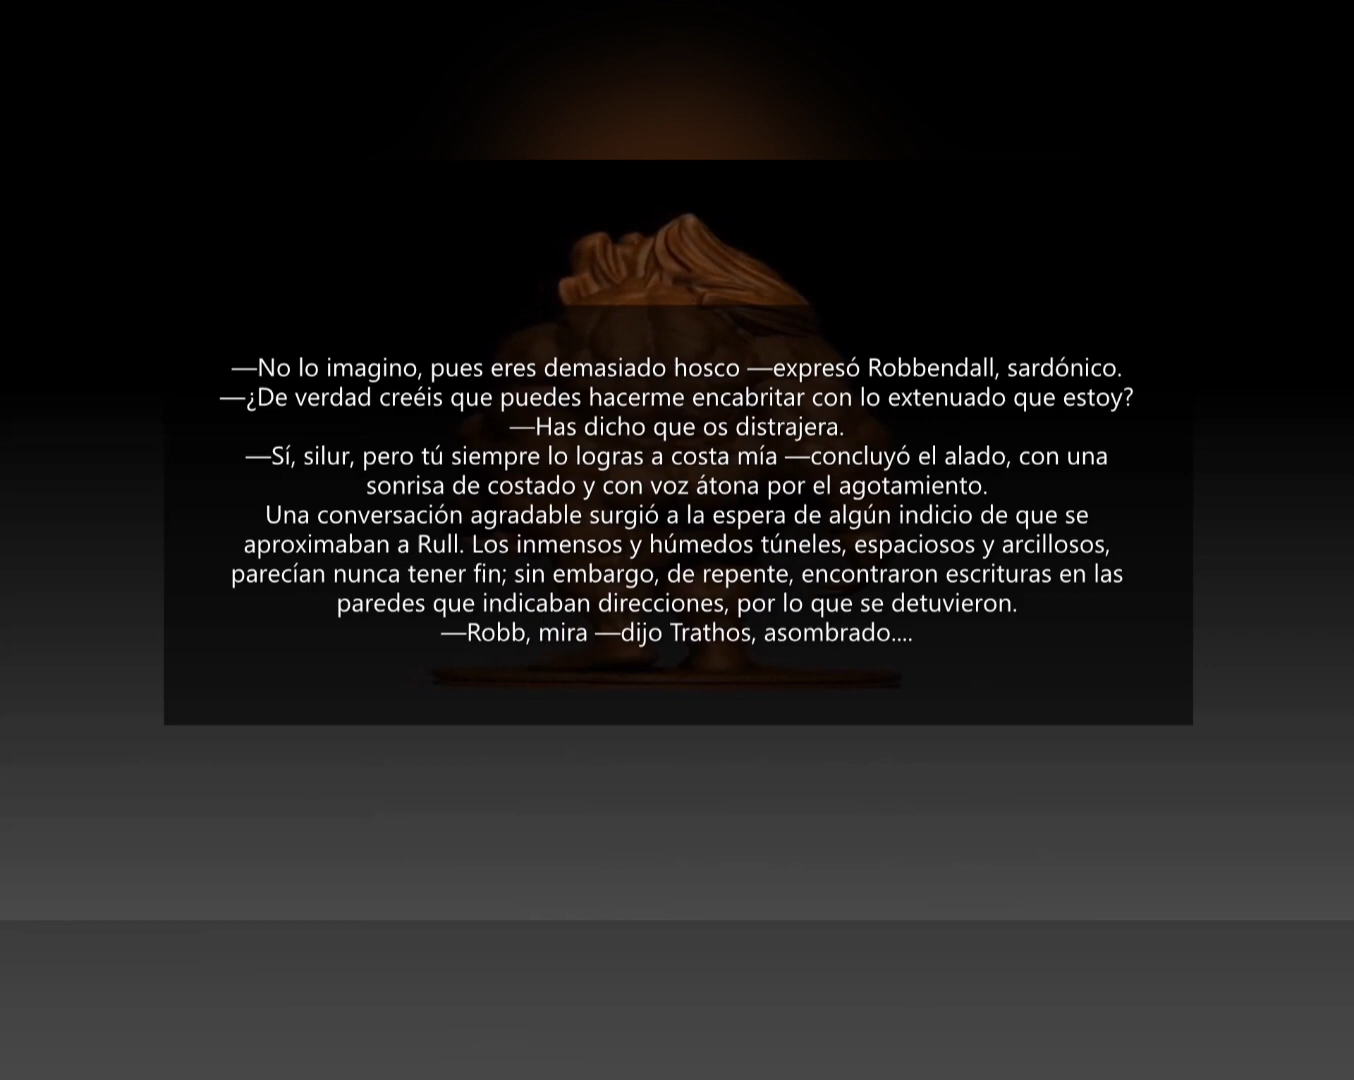 —No lo imagino, pues eres demasiado hosco —expresó Robbendall, sardónico.
—¿De verdad creéis que puedes hacerme encabritar con lo extenuado que estoy?
—Has dicho que os distrajera.
—Sí, silur, pero tú siempre lo logras a costa mía —concluyó el alado, con una
sonrisa de costado y con voz átona por el agotamiento.
Una conversación agradable surgió a la espera de algún indicio de que se
aproximaban a Rull. Los inmensos y húmedos túneles, espaciosos y arcillosos,
parecían nunca tener fin; sin embargo, de repente, encontraron escrituras en las
paredes que indicaban direcciones, por lo que se detuvieron.
—Robb, mira —dijo Trathos, asombrado....